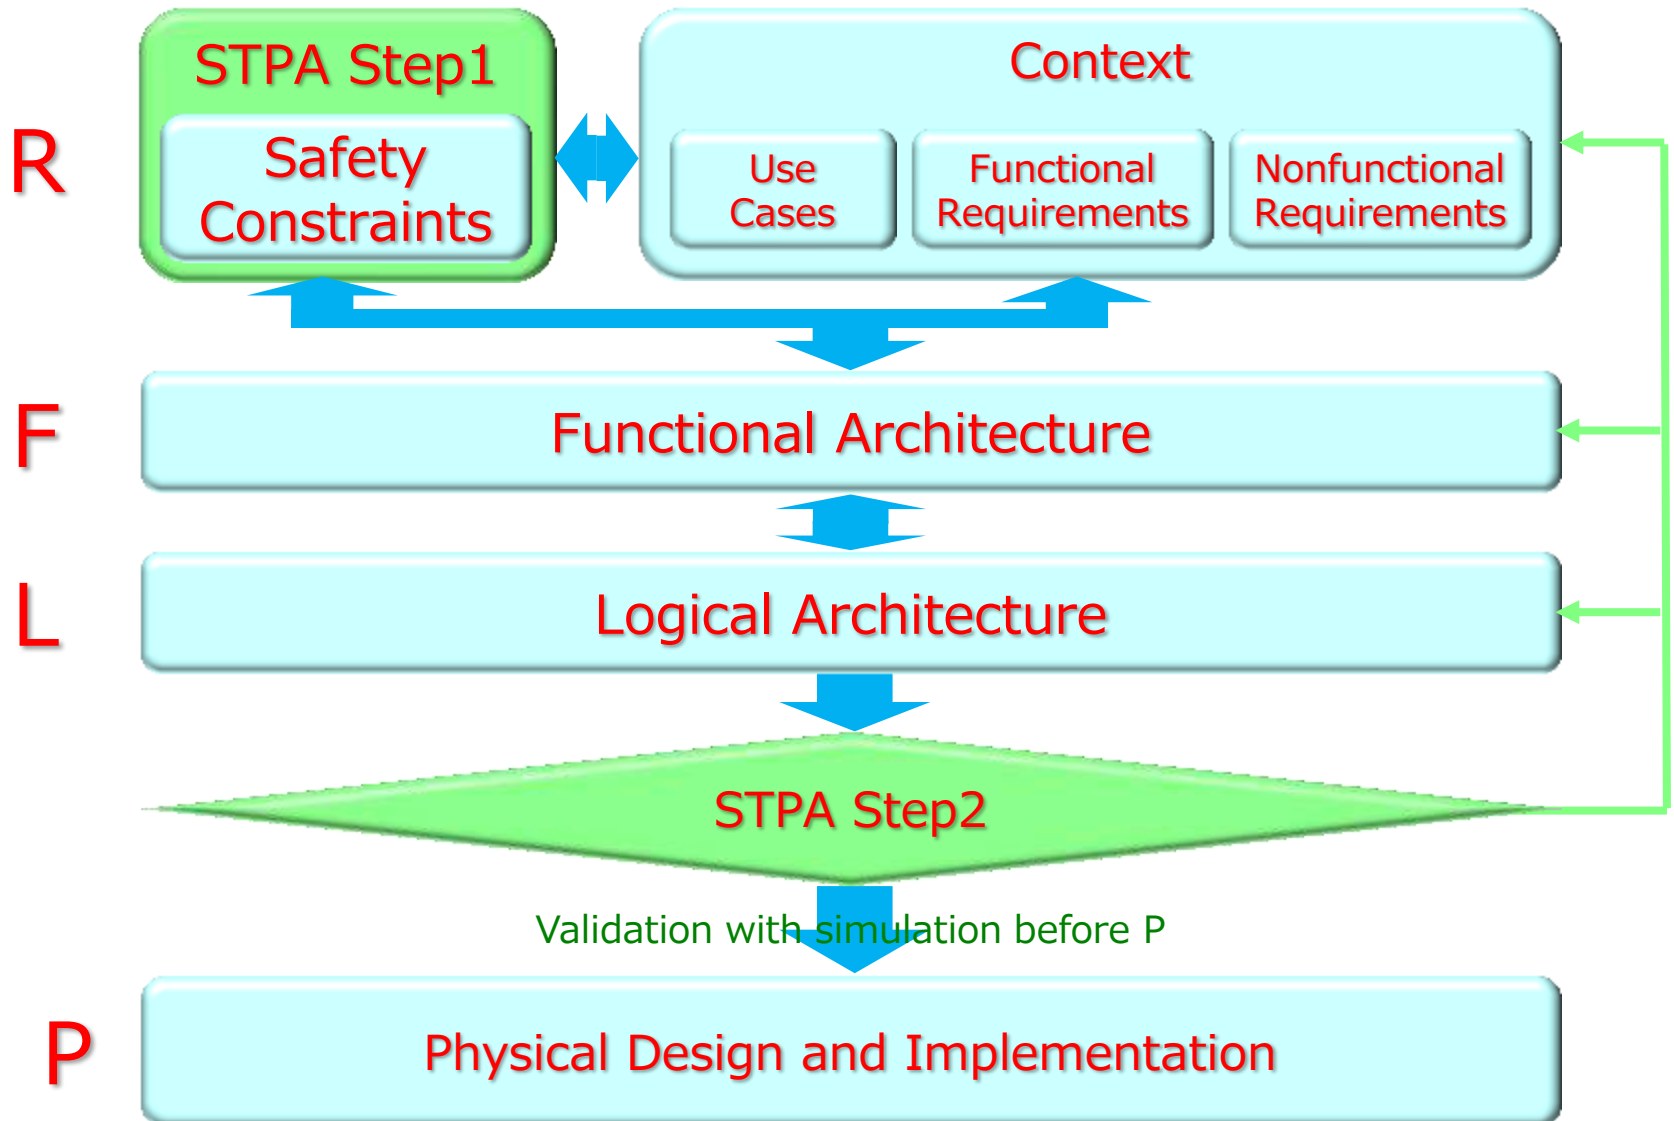 R
STPA Step1
Safety
Constraints
Context
Use
Cases
Functional
Requirements
Nonfunctional
Requirements
F
Functional Architecture
L
Logical Architecture
STPA Step2
Validation with simulation before P
P
Physical Design and Implementation